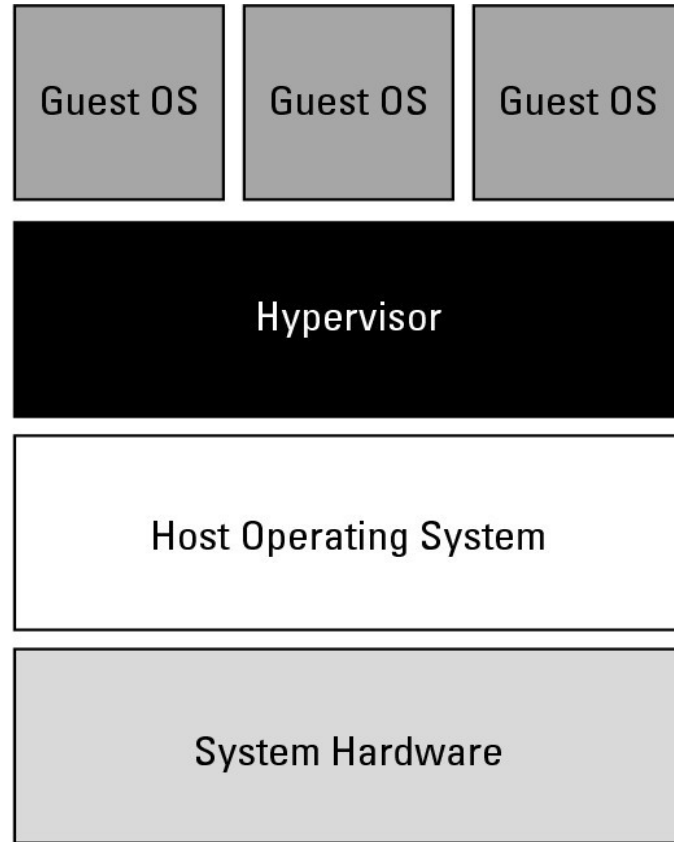 Guest OS Guest OS Guest OS
Hypervisor
Host Operating System
System Hardware